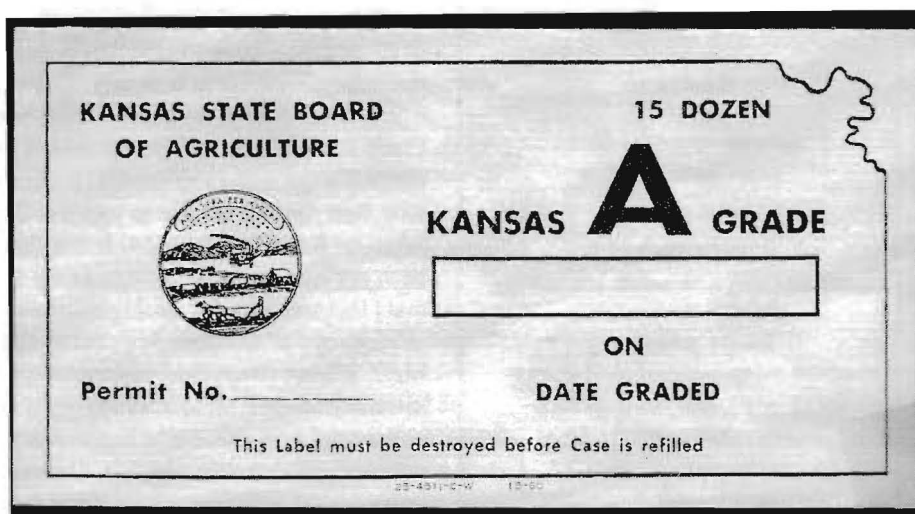 KANSAS STATE BOARD
OF AGRICULTURE
15 DOZEN
KANSAS A GRADE
ON
DATE GRADED
Permit No.
This Label must be destroyed before Case is refilled